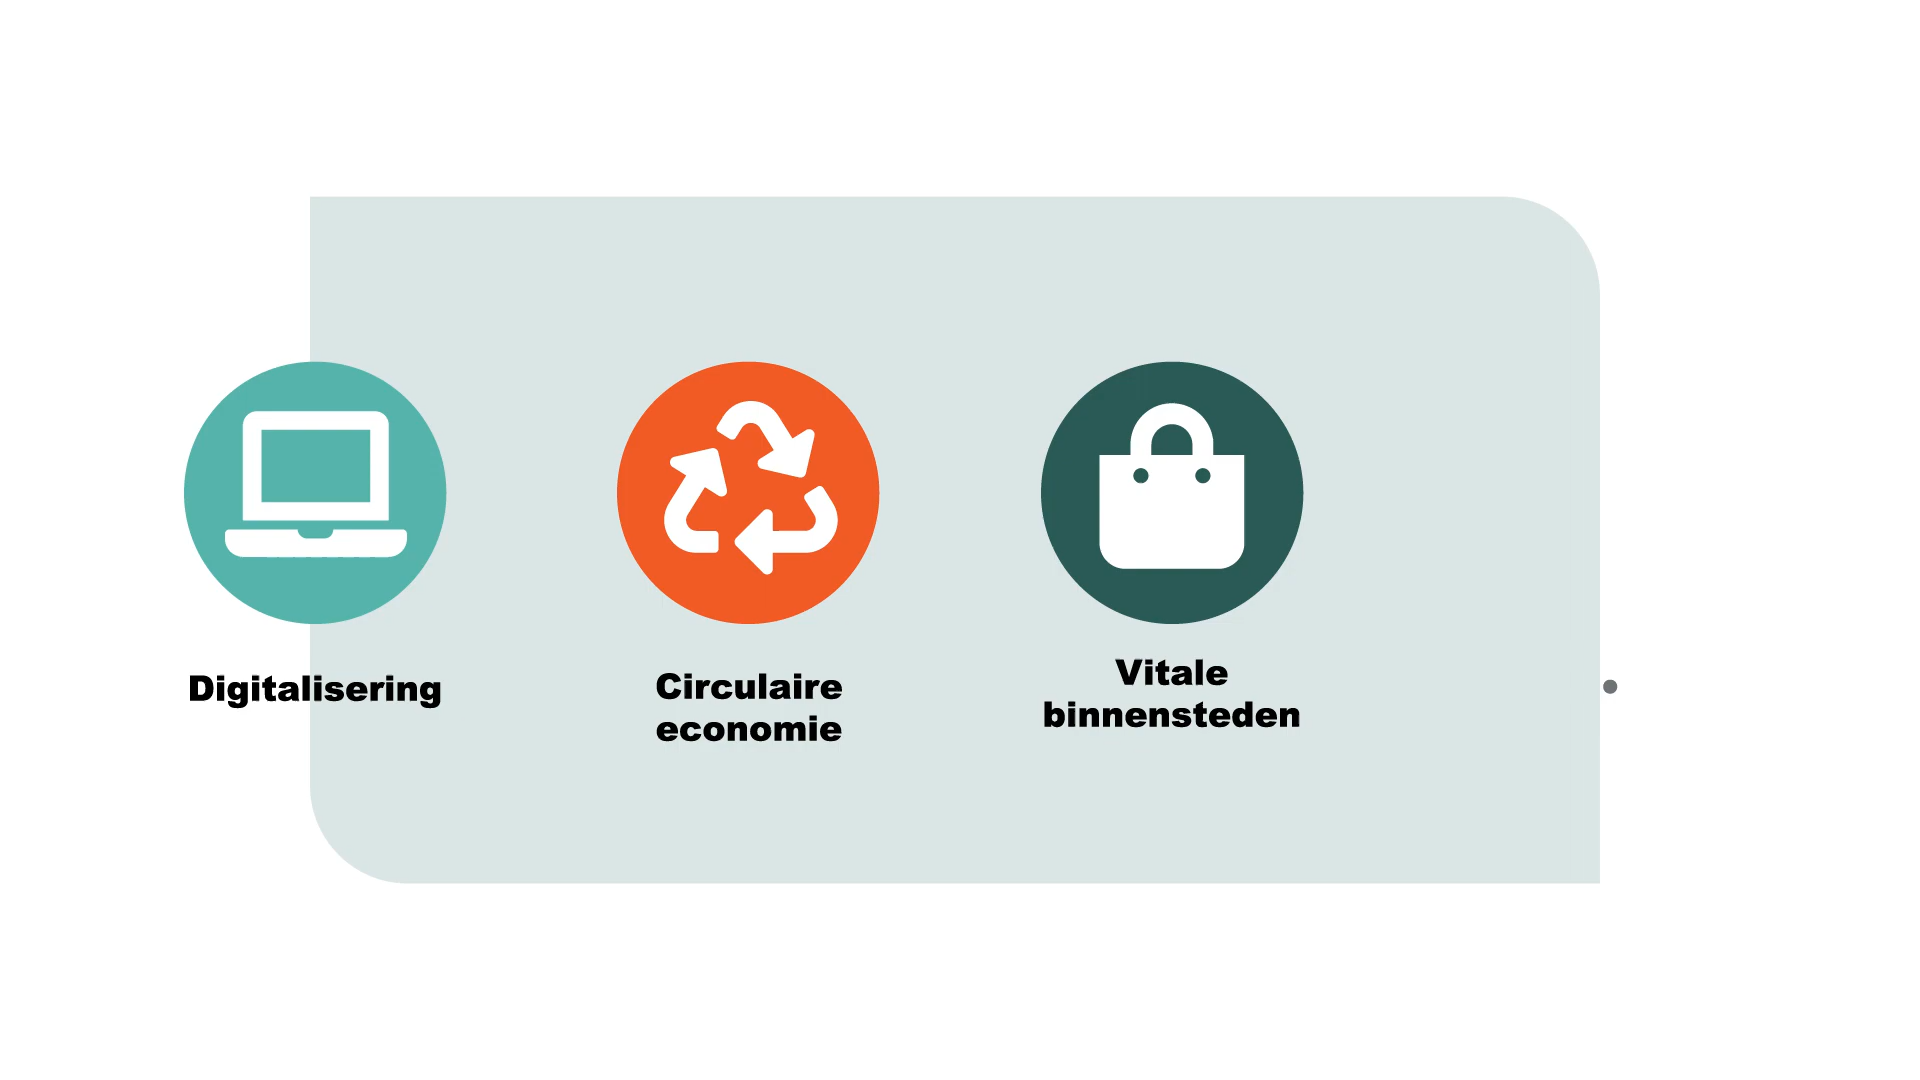 Digitalisering
Circulaire
economie
Vitale
binnensteden